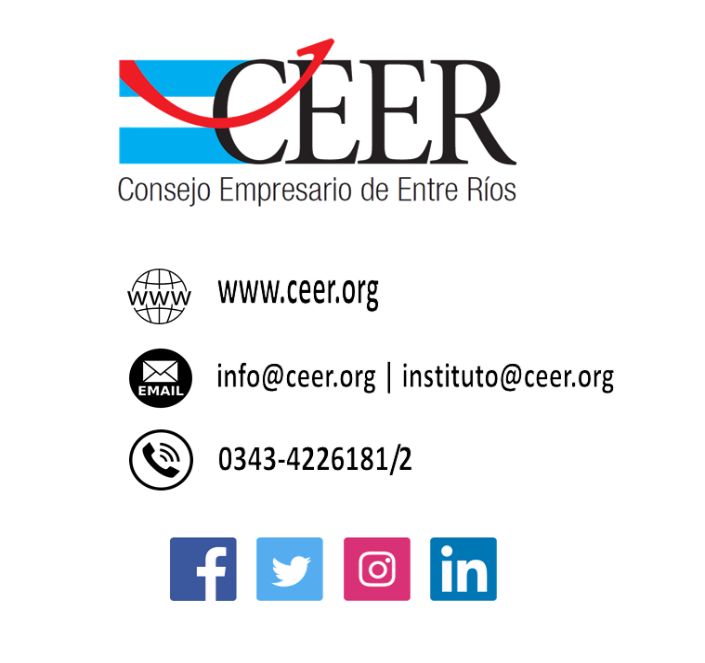 CEER
Consejo Empresario de Entre Ríos
WWW www.ceer.org
EMAIL info@ceer.org | instituto@ceer.org
0343-4226181/2
f in